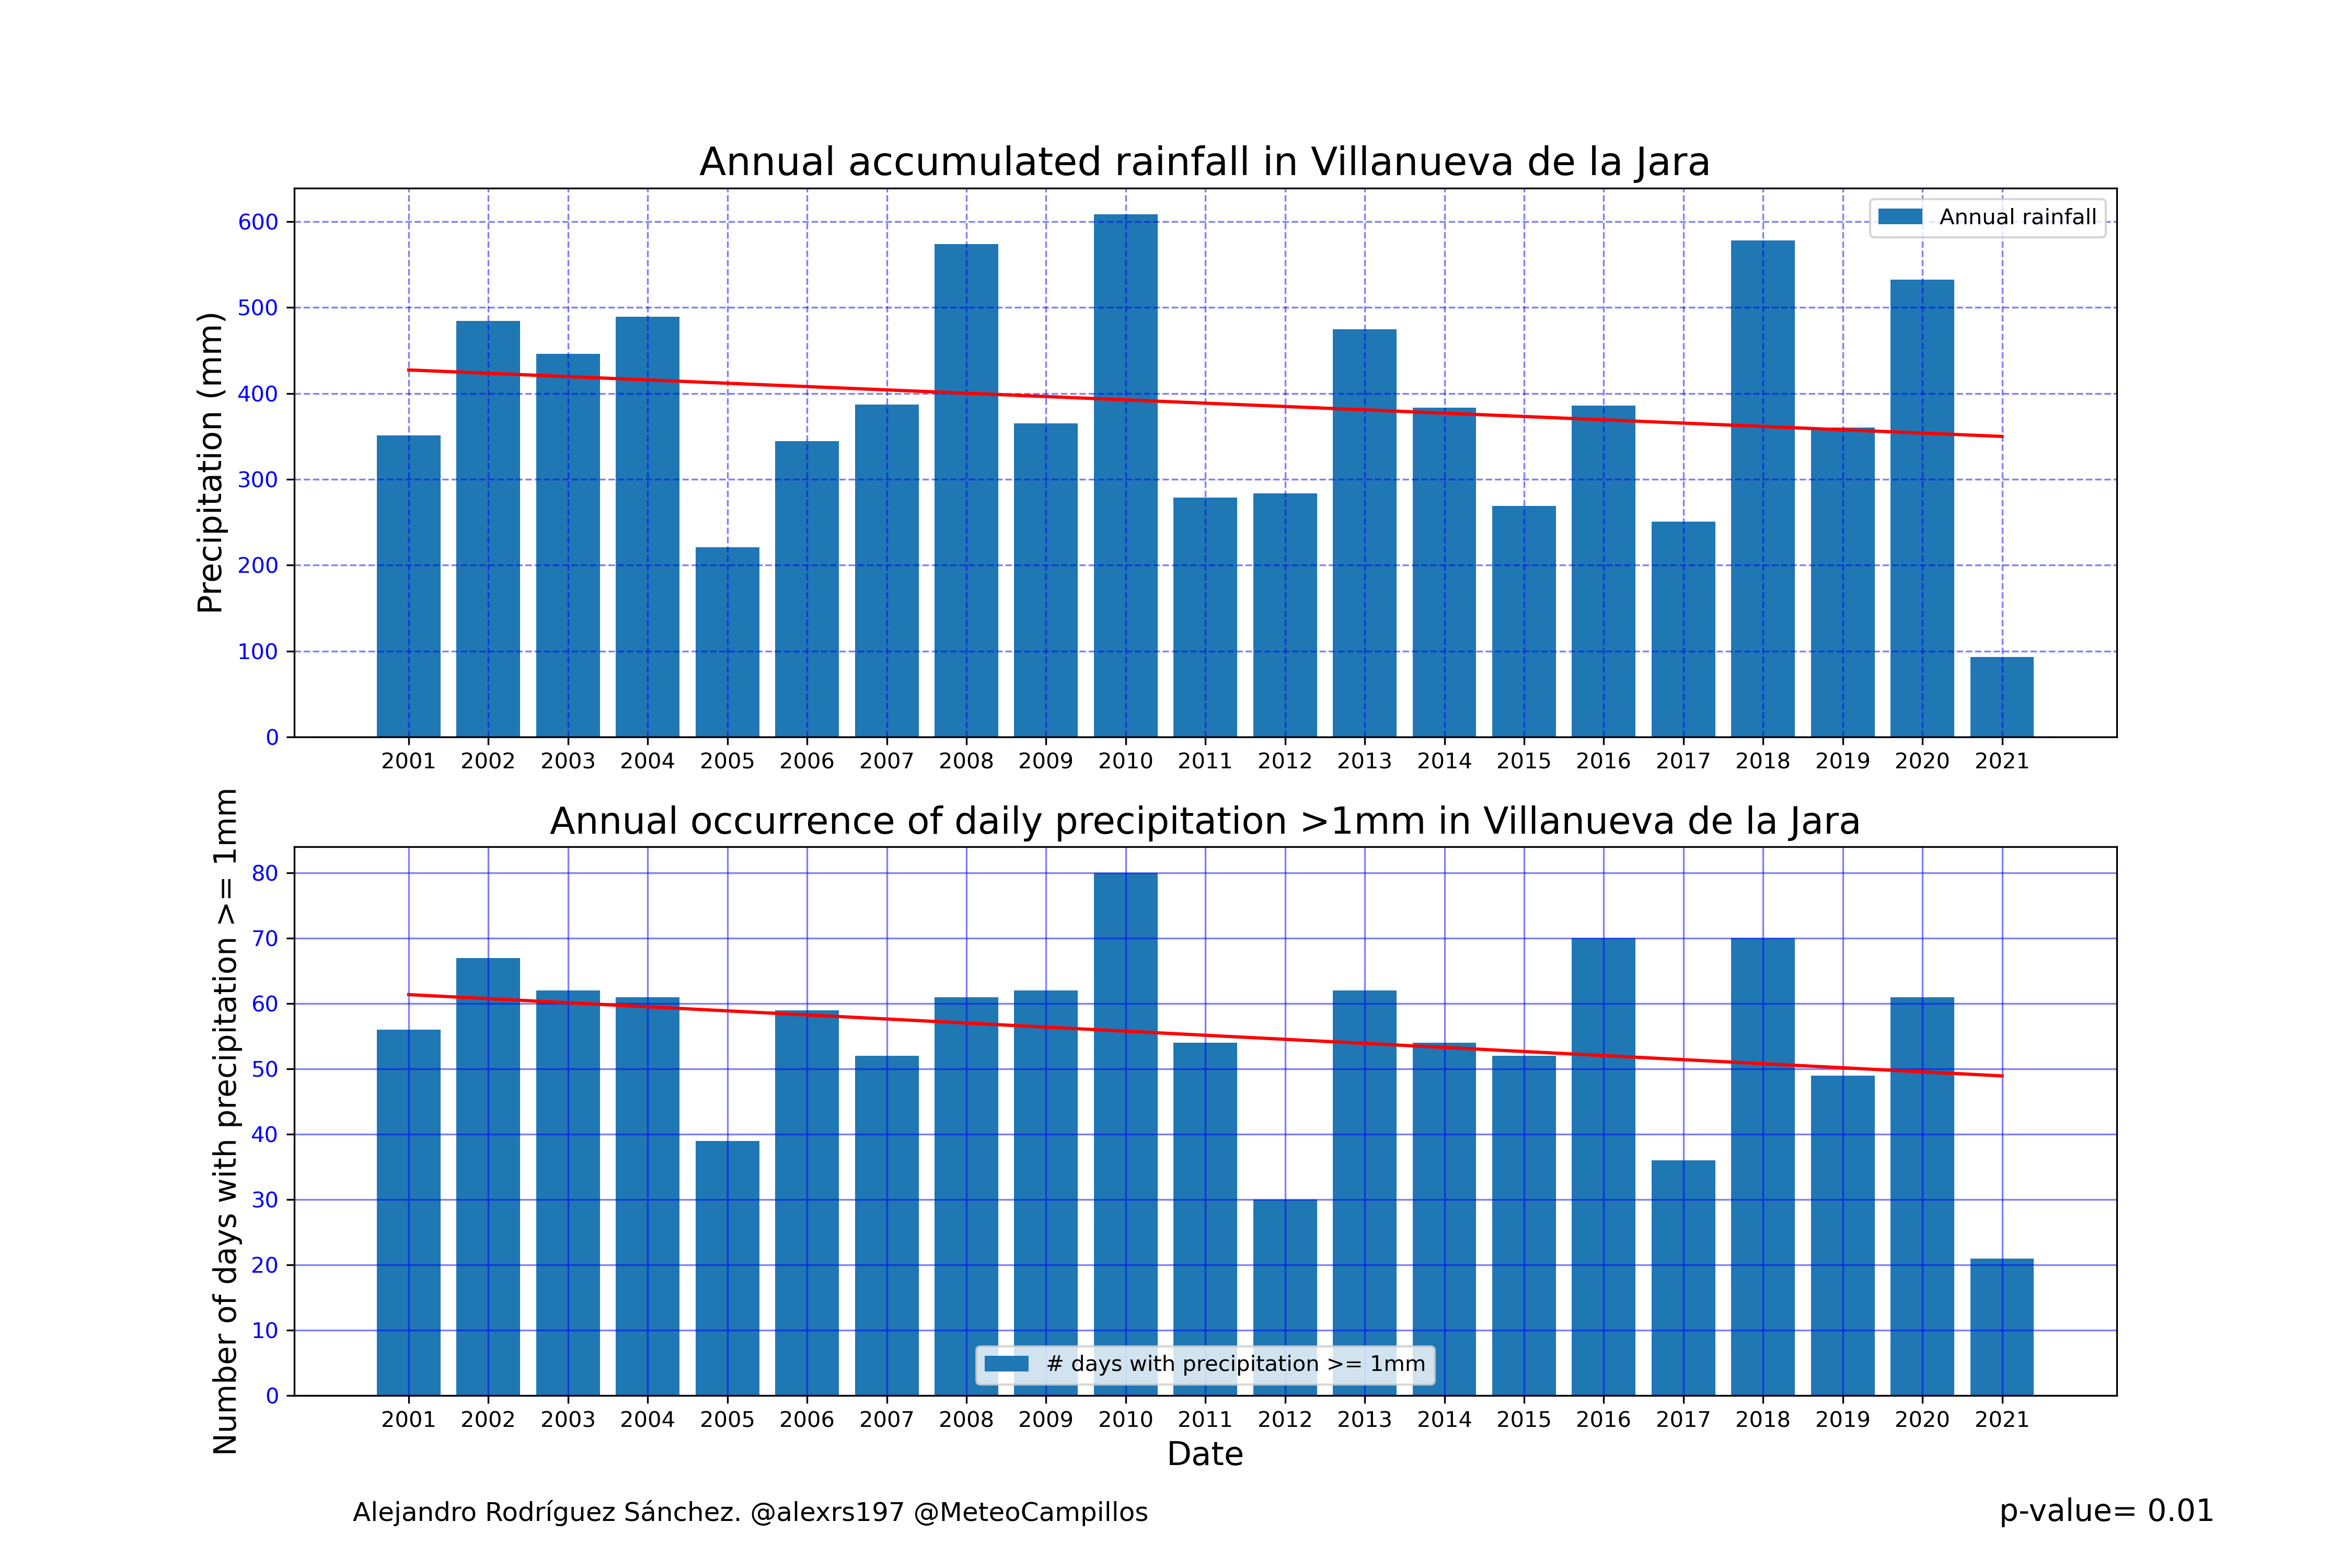 Annual accumulated rainfall in Villanueva de la Jara
Precipitation (mm)
600
500
400
300
200
100
0
Annual rainfall
2001 2002 2003 2004 2005 2006 2007 2008 2009 2010 2011 2012 2013 2014 2015 2016 2017 2018 2019 2020 2021
Annual occurrence of daily precipitation >1mm in Villanueva de la Jara
Number of days with precipitation >= 1mm
80
70
60
50
40
30
20
10
0
# days with precipitation >= 1mm
2001 2002 2003 2004 2005 2006 2007 2008 2009 2010 2011 2012 2013 2014 2015 2016 2017 2018 2019 2020 2021
Date
Alejandro Rodríguez Sánchez. @alexrs197 @MeteoCampillos
p-value= 0.01